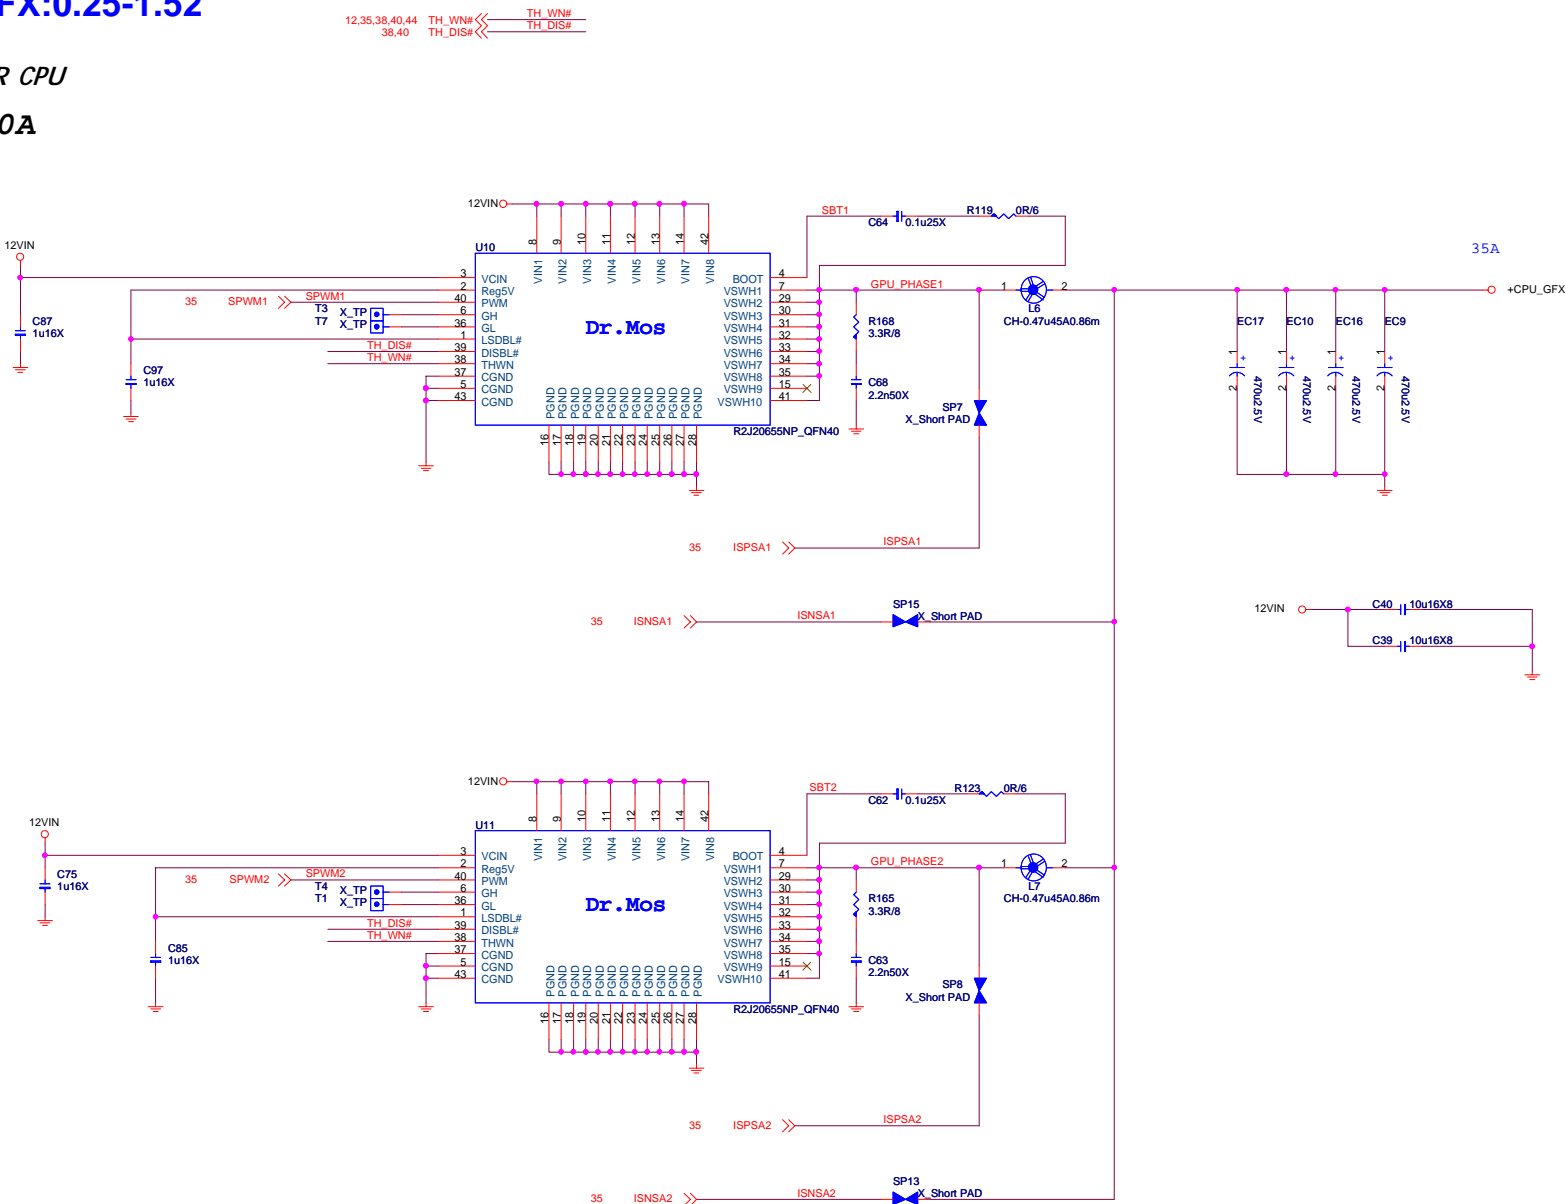 FX:0.25-1.52
12,35,38,40,44 TH_WN# TH_WN#
38,40 TH_DIS# TH_DIS#
R CPU
0A
12VIN
SBT1
C64 0.1u25X
R119 0R/6
35A
12VIN
U10
8 9 10 11 12 13 14 42
VIN1 VIN2 VIN3 VIN4 VIN5 VIN6 VIN7 VIN8
3 VCIN
2 Reg5V
35 SPWM1 SPWM1 40 PWM
T3 X_TP 6 GH
T7 X_TP 36 GL
1 LSDBL#
TH_DIS# 39 DISBL#
TH_WN# 38 THWN
37 CGND
5 CGND
43 CGND
Dr.Mos
BOOT 4
VSWH1 7
VSWH2 29
VSWH3 30
VSWH4 31
VSWH5 32
VSWH6 33
VSWH7 34
VSWH8 35
VSWH9 15
VSWH10 41
PGND PGND PGND PGND PGND PGND PGND PGND PGND PGND PGND PGND PGND
16 17 18 19 20 21 22 23 24 25 26 27 28
R2J20655NP_QFN40
C87
1u16X
C97
1u16X
GPU_PHASE1
1 2
L6
CH-0.47u45A0.86m
+CPU_GFX
R168
3.3R/8
C68
2.2n50X
SP7
X_Short PAD
EC17 EC10 EC16 EC9
1 + 1 + 1 + 1 +
2 2 2 2
470u2.5V 470u2.5V 470u2.5V 470u2.5V
35 ISPSA1 ISPSA1
35 ISNSA1 ISNSA1
SP15
X_Short PAD
12VIN
C40 10u16X8
C39 10u16X8
12VIN
SBT2
C62 0.1u25X
R123 0R/6
12VIN
U11
8 9 10 11 12 13 14 42
VIN1 VIN2 VIN3 VIN4 VIN5 VIN6 VIN7 VIN8
3 VCIN
2 Reg5V
35 SPWM2 SPWM2 40 PWM
T4 X_TP 6 GH
T1 X_TP 36 GL
1 LSDBL#
TH_DIS# 39 DISBL#
TH_WN# 38 THWN
37 CGND
5 CGND
43 CGND
Dr.Mos
BOOT 4
VSWH1 7
VSWH2 29
VSWH3 30
VSWH4 31
VSWH5 32
VSWH6 33
VSWH7 34
VSWH8 35
VSWH9 15
VSWH10 41
PGND PGND PGND PGND PGND PGND PGND PGND PGND PGND PGND PGND PGND
16 17 18 19 20 21 22 23 24 25 26 27 28
R2J20655NP_QFN40
C75
1u16X
C85
1u16X
GPU_PHASE2
1 2
L7
CH-0.47u45A0.86m
R165
3.3R/8
C63
2.2n50X
SP8
X_Short PAD
35 ISPSA2 ISPSA2
35 ISNSA2 ISNSA2
SP13
X_Short PAD